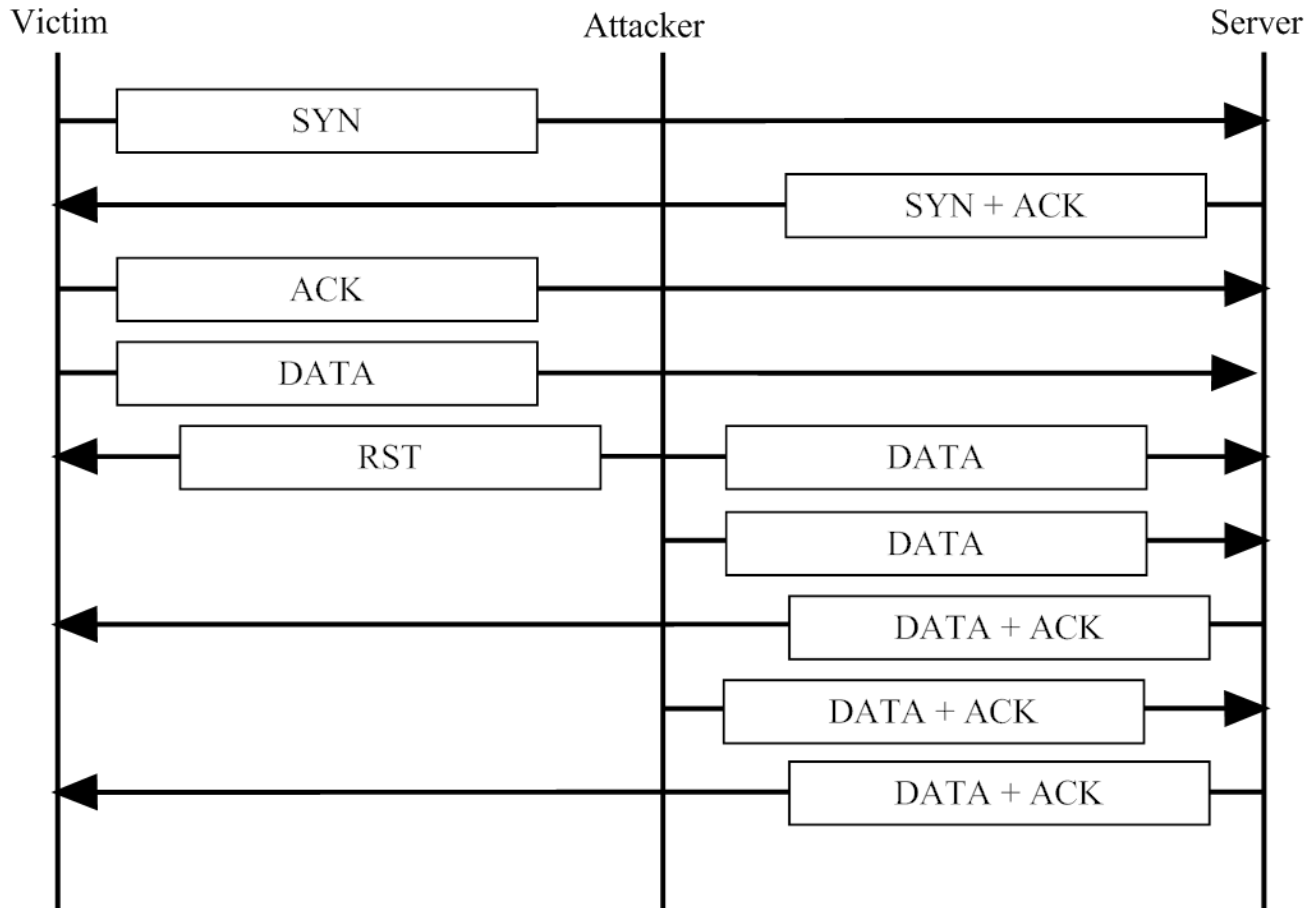 Victim Attacker Server
SYN
SYN + ACK
ACK
DATA
RST DATA
DATA
DATA + ACK
DATA + ACK
DATA + ACK